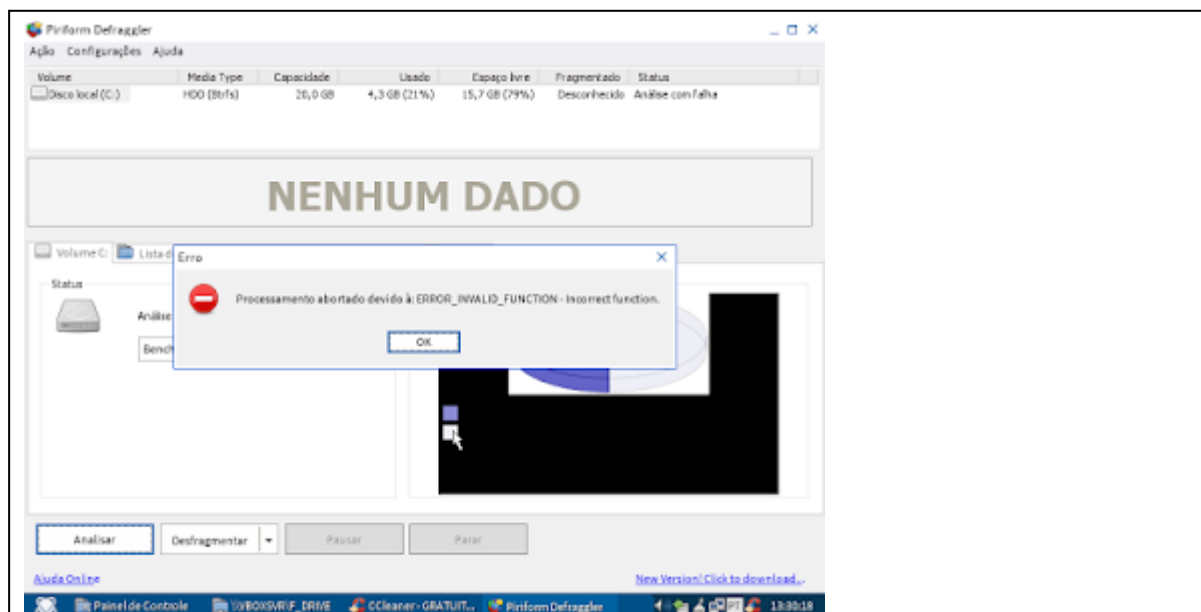 Piriform Defraggler
Ação Configurações Ajuda
Volume Media Type Capacidade Usado Espaço livre Fragmentado Status
Disco local (C:) HDD (Btrfs) 20,0 GB 4,3 GB (21%) 15,7 GB (79%) Desconhecido Análise com falha
NENHUM DADO
Volume C: Lista d
Erro
Status
Processamento abortado devido à: ERROR_INVALID_FUNCTION - Incorrect function.
Análise
OK
Bench
Analisar Desfragmentar Pausar Parar
Ajuda Online New Version! Click to download...
Painel de Controle \\VBOXSVR\F_DRIVE CCleaner - GRATUIT... Piriform Defraggler PT 13:30:18